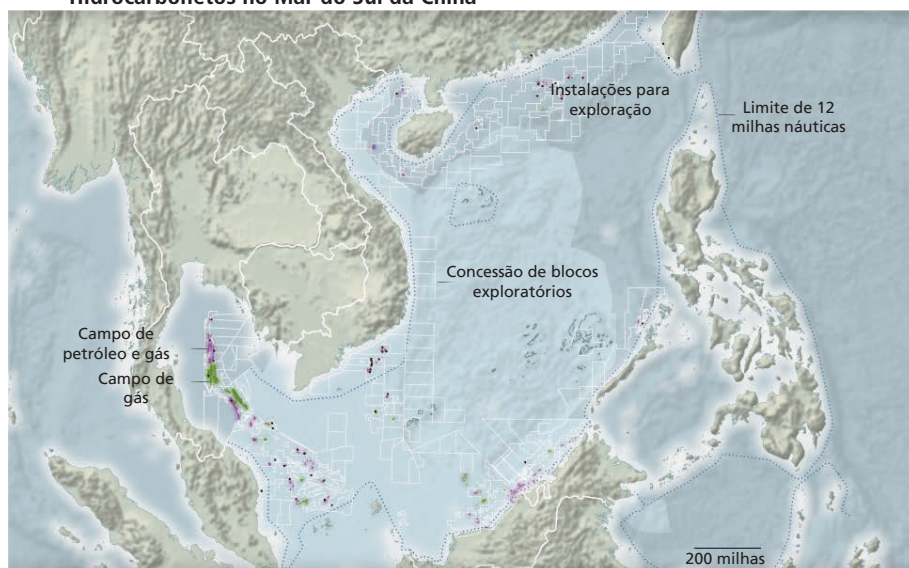 Hidrocarbonetos no Mar do Sul da China
Instalações para
exploração
Limite de 12
milhas náuticas
Concessão de blocos
exploratórios
Campo de
petróleo e gás
Campo de
gás
200 milhas